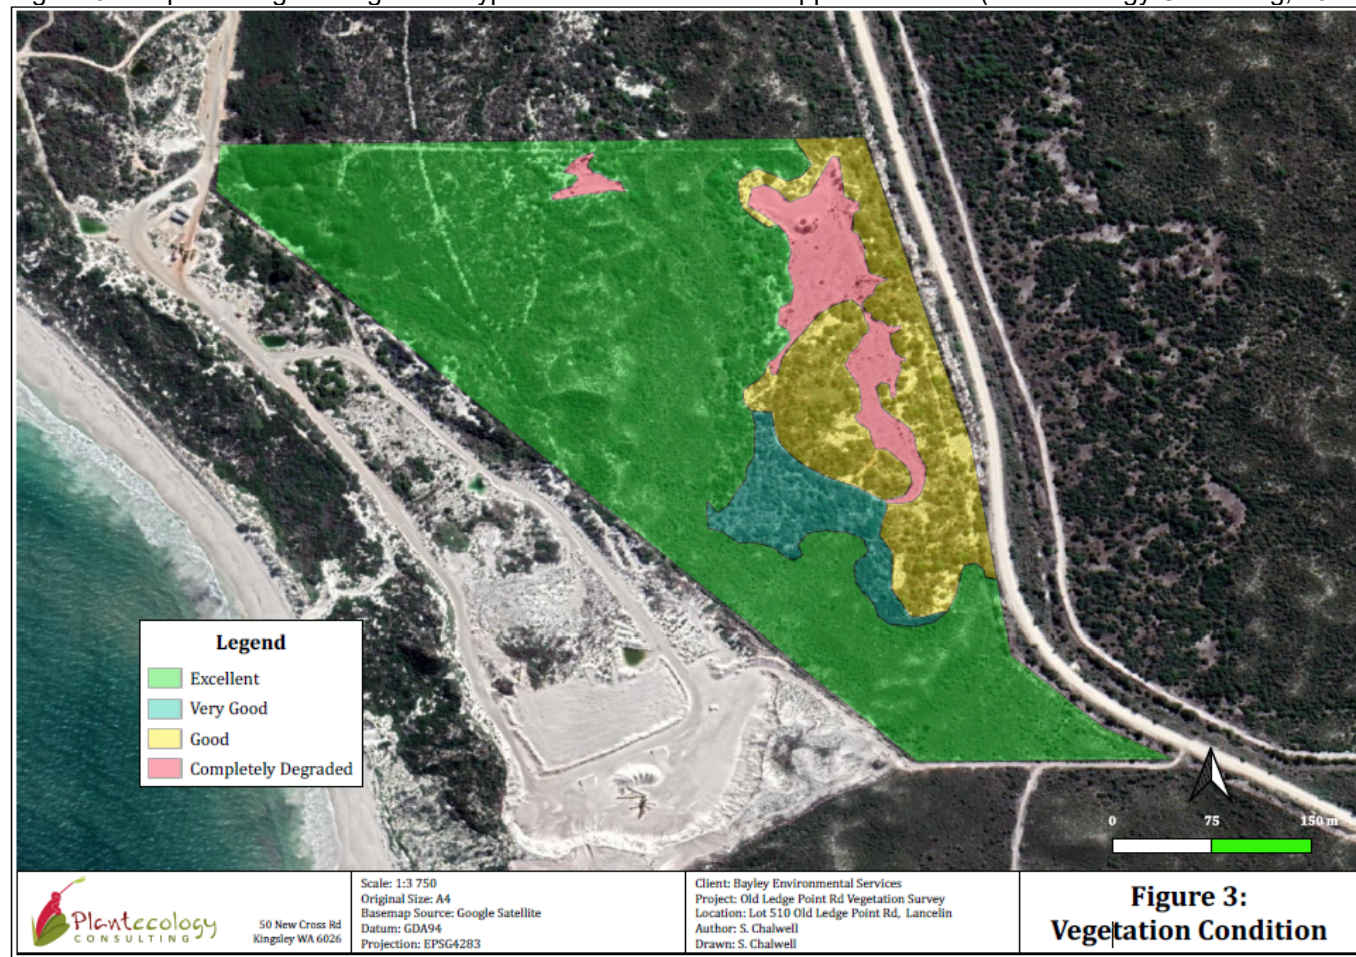 Legend
Excellent
Very Good
Good
Completely Degraded
0 75 150 m
Plantecology
CONSULTING
50 New Cross Rd
Kingsley WA 6026
Scale: 1:3 750
Original Size: A4
Basemap Source: Google Satellite
Datum: GDA94
Projection: EPSG4283
Client: Bayley Environmental Services
Project: Old Ledge Point Rd Vegetation Survey
Location: Lot 510 Old Ledge Point Rd, Lancelin
Author: S. Chalwell
Drawn: S. Chalwell
Figure 3:
Vegetation Condition